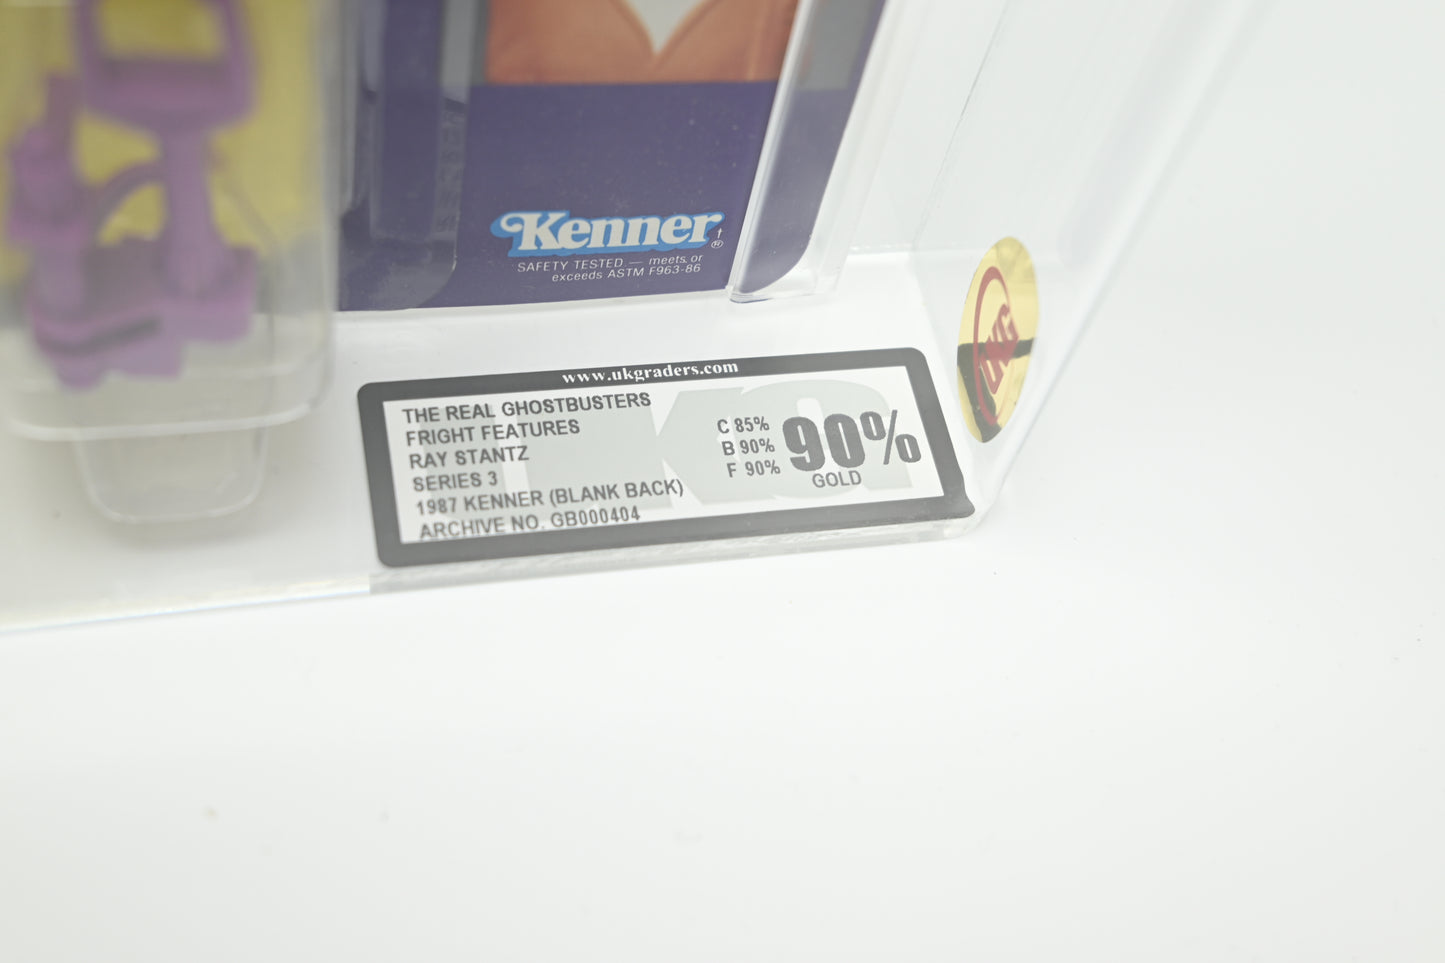 Kenner®
SAFETY TESTED — meets or
exceeds ASTM F963-86
www.ukgraders.com
THE REAL GHOSTBUSTERS
FRIGHT FEATURES
RAY STANTZ
SERIES 3
1987 KENNER (BLANK BACK)
ARCHIVE NO. GB000404
C 85%
B 90%
F 90%
90%
GOLD
UKG